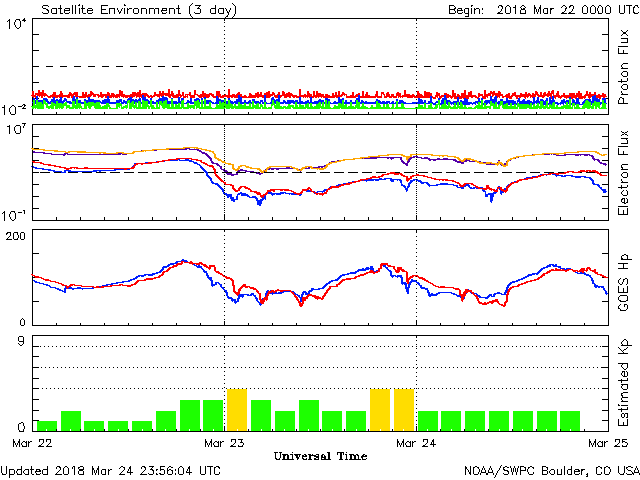 Satellite Environment (3 day) Begin: 2018 Mar 22 0000 UTC
10^4
10^-2
Proton Flux
10^7
10^-1
Electron Flux
200
0
GOES Hp
9
0
Estimated Kp
Mar 22 Mar 23 Mar 24 Mar 25
Universal Time
Updated 2018 Mar 24 23:56:04 UTC NOAA/SWPC Boulder, CO USA